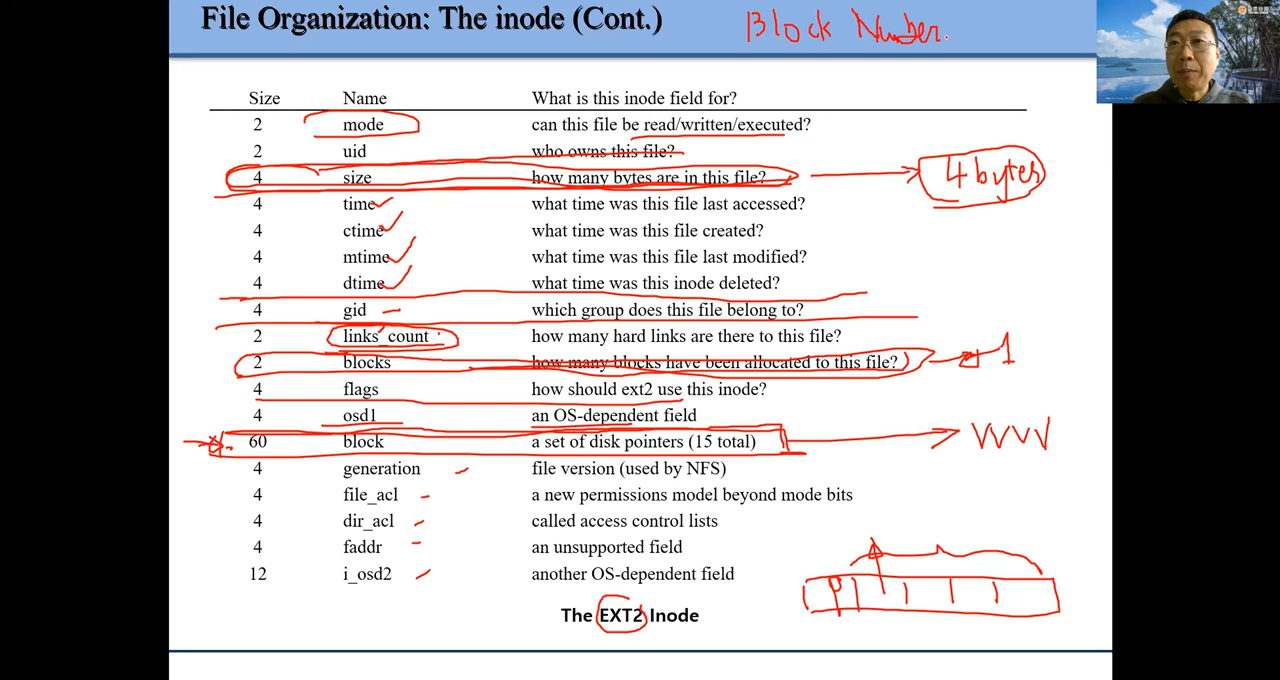 File Organization: The inode (Cont.)
Block Number.
Size Name What is this inode field for?
2 mode can this file be read/written/executed?
2 uid who owns this file?
4 size how many bytes are in this file?
4 bytes
4 time what time was this file last accessed?
4 ctime what time was this file created?
4 mtime what time was this file last modified?
4 dtime what time was this inode deleted?
4 gid which group does this file belong to?
2 links_count how many hard links are there to this file?
2 blocks how many blocks have been allocated to this file?
1
4 flags how should ext2 use this inode?
4 osd1 an OS-dependent field
60 block a set of disk pointers (15 total)
4 generation file version (used by NFS)
4 file_acl a new permissions model beyond mode bits
4 dir_acl called access control lists
4 faddr an unsupported field
12 i_osd2 another OS-dependent field
The EXT2 Inode